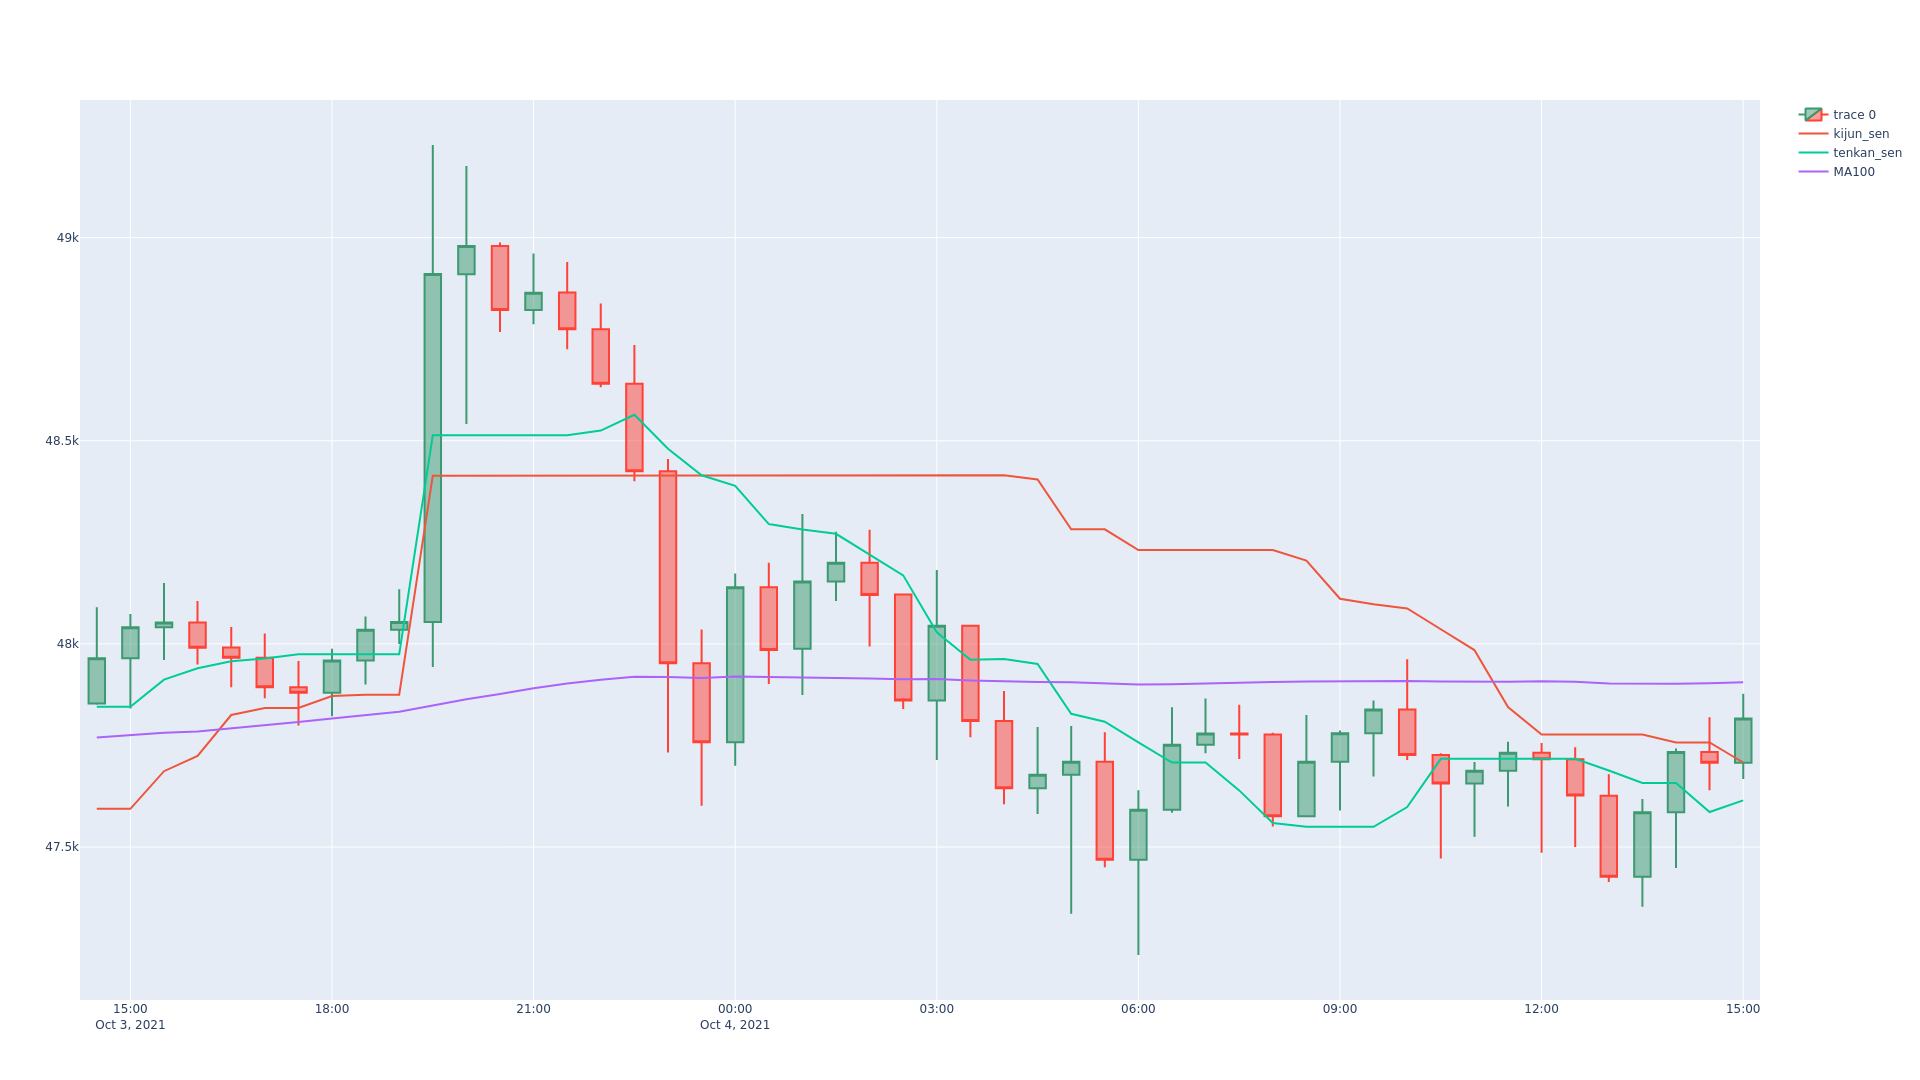 trace 0
kijun_sen
tenkan_sen
MA100
49k
48.5k
48k
47.5k
15:00 18:00 21:00 00:00 03:00 06:00 09:00 12:00 15:00
Oct 3, 2021 Oct 4, 2021